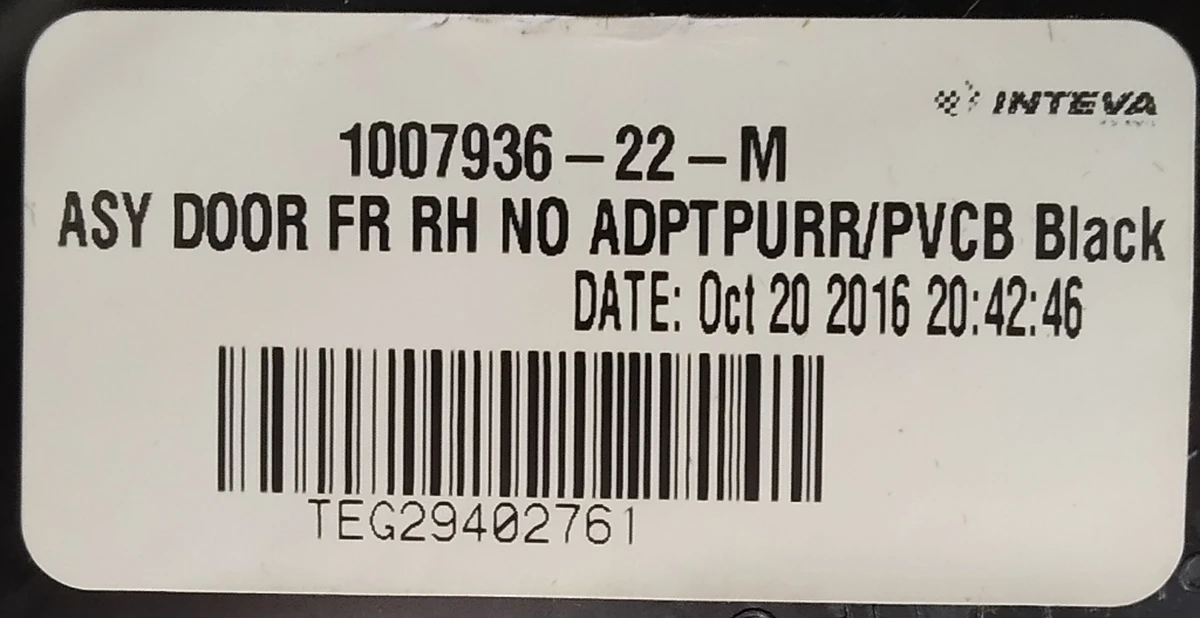 INTEVA
1007936-22-M
ASY DOOR FR RH NO ADPTPURR/PVCB Black
DATE: Oct 20 2016 20:42:46
TEG29402761